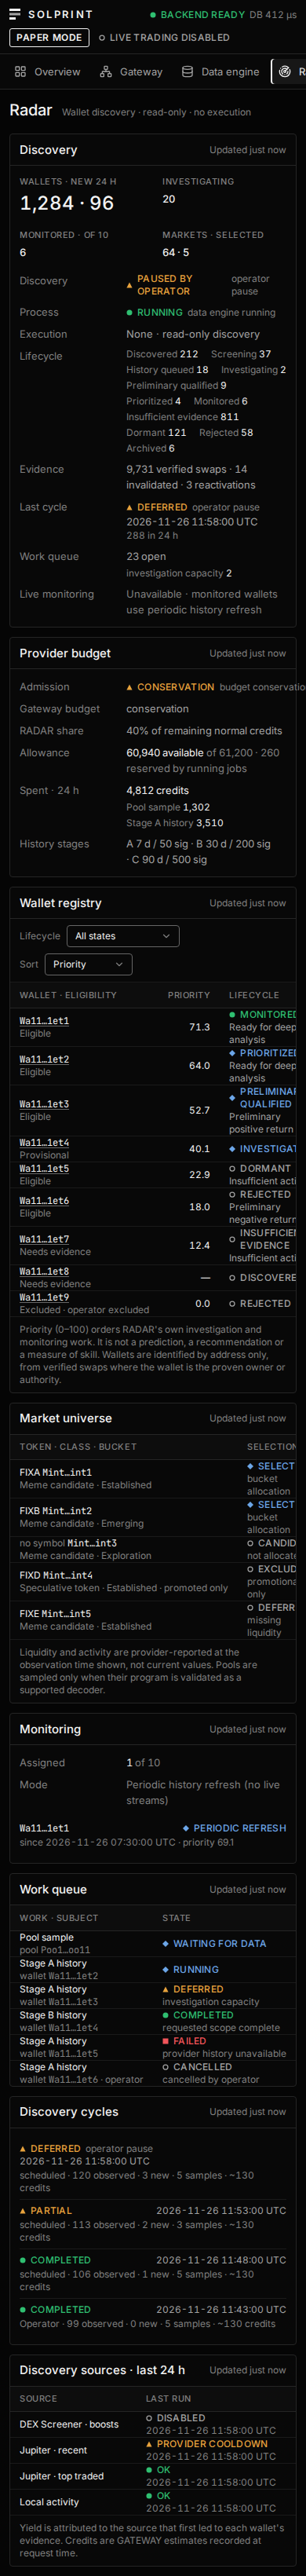 SOLPRINT
BACKEND READY DB 412 µs
PAPER MODE
LIVE TRADING DISABLED
Overview
Gateway
Data engine
R
Radar
Wallet discovery · read-only · no execution
Discovery
Updated just now
WALLETS · NEW 24 H
INVESTIGATING
1,284 · 96
20
MONITORED · OF 10
MARKETS · SELECTED
6
64 · 5
Discovery
PAUSED BY OPERATOR
operator pause
Process
RUNNING data engine running
Execution
None · read-only discovery
Lifecycle
Discovered 212 Screening 37
History queued 18 Investigating 2
Preliminary qualified 9
Prioritized 4 Monitored 6
Insufficient evidence 811
Dormant 121 Rejected 58
Archived 6
Evidence
9,731 verified swaps · 14
invalidated · 3 reactivations
Last cycle
DEFERRED operator pause
2026-11-26 11:58:00 UTC
288 in 24 h
Work queue
23 open
investigation capacity 2
Live monitoring
Unavailable · monitored wallets
use periodic history refresh
Provider budget
Updated just now
Admission
CONSERVATION budget conservatio
Gateway budget
conservation
RADAR share
40% of remaining normal credits
Allowance
60,940 available of 61,200 · 260
reserved by running jobs
Spent · 24 h
4,812 credits
Pool sample 1,302
Stage A history 3,510
History stages
A 7 d / 50 sig · B 30 d / 200 sig
· C 90 d / 500 sig
Wallet registry
Updated just now
Lifecycle
All states
Sort
Priority
WALLET · ELIGIBILITY
PRIORITY
LIFECYCLE
Wa11…1et1
Eligible
71.3
MONITORED
Ready for deep
analysis
Wa11…1et2
Eligible
64.0
PRIORITIZED
Ready for deep
analysis
Wa11…1et3
Eligible
52.7
PRELIMINAR
QUALIFIED
Preliminary
positive return
Wa11…1et4
Provisional
40.1
INVESTIGAT
Wa11…1et5
Eligible
22.9
DORMANT
Insufficient acti
Wa11…1et6
Eligible
18.0
REJECTED
Preliminary
negative return
Wa11…1et7
Needs evidence
12.4
INSUFFICIEN
EVIDENCE
Insufficient acti
Wa11…1et8
Needs evidence
—
DISCOVERE
Wa11…1et9
Excluded · operator excluded
0.0
REJECTED
Priority (0–100) orders RADAR's own investigation and
monitoring work. It is not a prediction, a recommendation or
a measure of skill. Wallets are identified by address only,
from verified swaps where the wallet is the proven owner or
authority.
Market universe
Updated just now
TOKEN · CLASS · BUCKET
SELECTION
FIXA Mint…int1
Meme candidate · Established
SELECT
bucket
allocation
FIXB Mint…int2
Meme candidate · Emerging
SELECT
bucket
allocation
no symbol Mint…int3
Meme candidate · Exploration
CANDID
not allocate
FIXD Mint…int4
Speculative token · Established · promoted only
EXCLUD
promotiona
only
FIXE Mint…int5
Meme candidate · Established
DEFERR
missing
liquidity
Liquidity and activity are provider-reported at the
observation time shown, not current values. Pools are
sampled only when their program is validated as a
supported decoder.
Monitoring
Updated just now
Assigned
1 of 10
Mode
Periodic history refresh (no live
streams)
Wa11…1et1
PERIODIC REFRESH
since 2026-11-26 07:30:00 UTC · priority 69.1
Work queue
Updated just now
WORK · SUBJECT
STATE
Pool sample
pool Poo1…oo11
WAITING FOR DATA
Stage A history
wallet Wa11…1et2
RUNNING
Stage A history
wallet Wa11…1et3
DEFERRED
investigation capacity
Stage B history
wallet Wa11…1et4
COMPLETED
requested scope complete
Stage A history
wallet Wa11…1et5
FAILED
provider history unavailable
Stage A history
wallet Wa11…1et6 · operator
CANCELLED
cancelled by operator
Discovery cycles
Updated just now
DEFERRED operator pause
2026-11-26 11:58:00 UTC
scheduled · 120 observed · 3 new · 5 samples · ~130
credits
PARTIAL
2026-11-26 11:53:00 UTC
scheduled · 113 observed · 2 new · 3 samples · ~130
credits
COMPLETED
2026-11-26 11:48:00 UTC
scheduled · 106 observed · 1 new · 5 samples · ~130
credits
COMPLETED
2026-11-26 11:43:00 UTC
Operator · 99 observed · 0 new · 5 samples · ~130 credits
Discovery sources · last 24 h
Updated just now
SOURCE
LAST RUN
DEX Screener · boosts
DISABLED
2026-11-26 11:58:00 UTC
Jupiter · recent
PROVIDER COOLDOWN
2026-11-26 11:58:00 UTC
Jupiter · top traded
OK
2026-11-26 11:58:00 UTC
Local activity
OK
2026-11-26 11:58:00 UTC
Yield is attributed to the source that first led to each wallet's
evidence. Credits are GATEWAY estimates recorded at
request time.